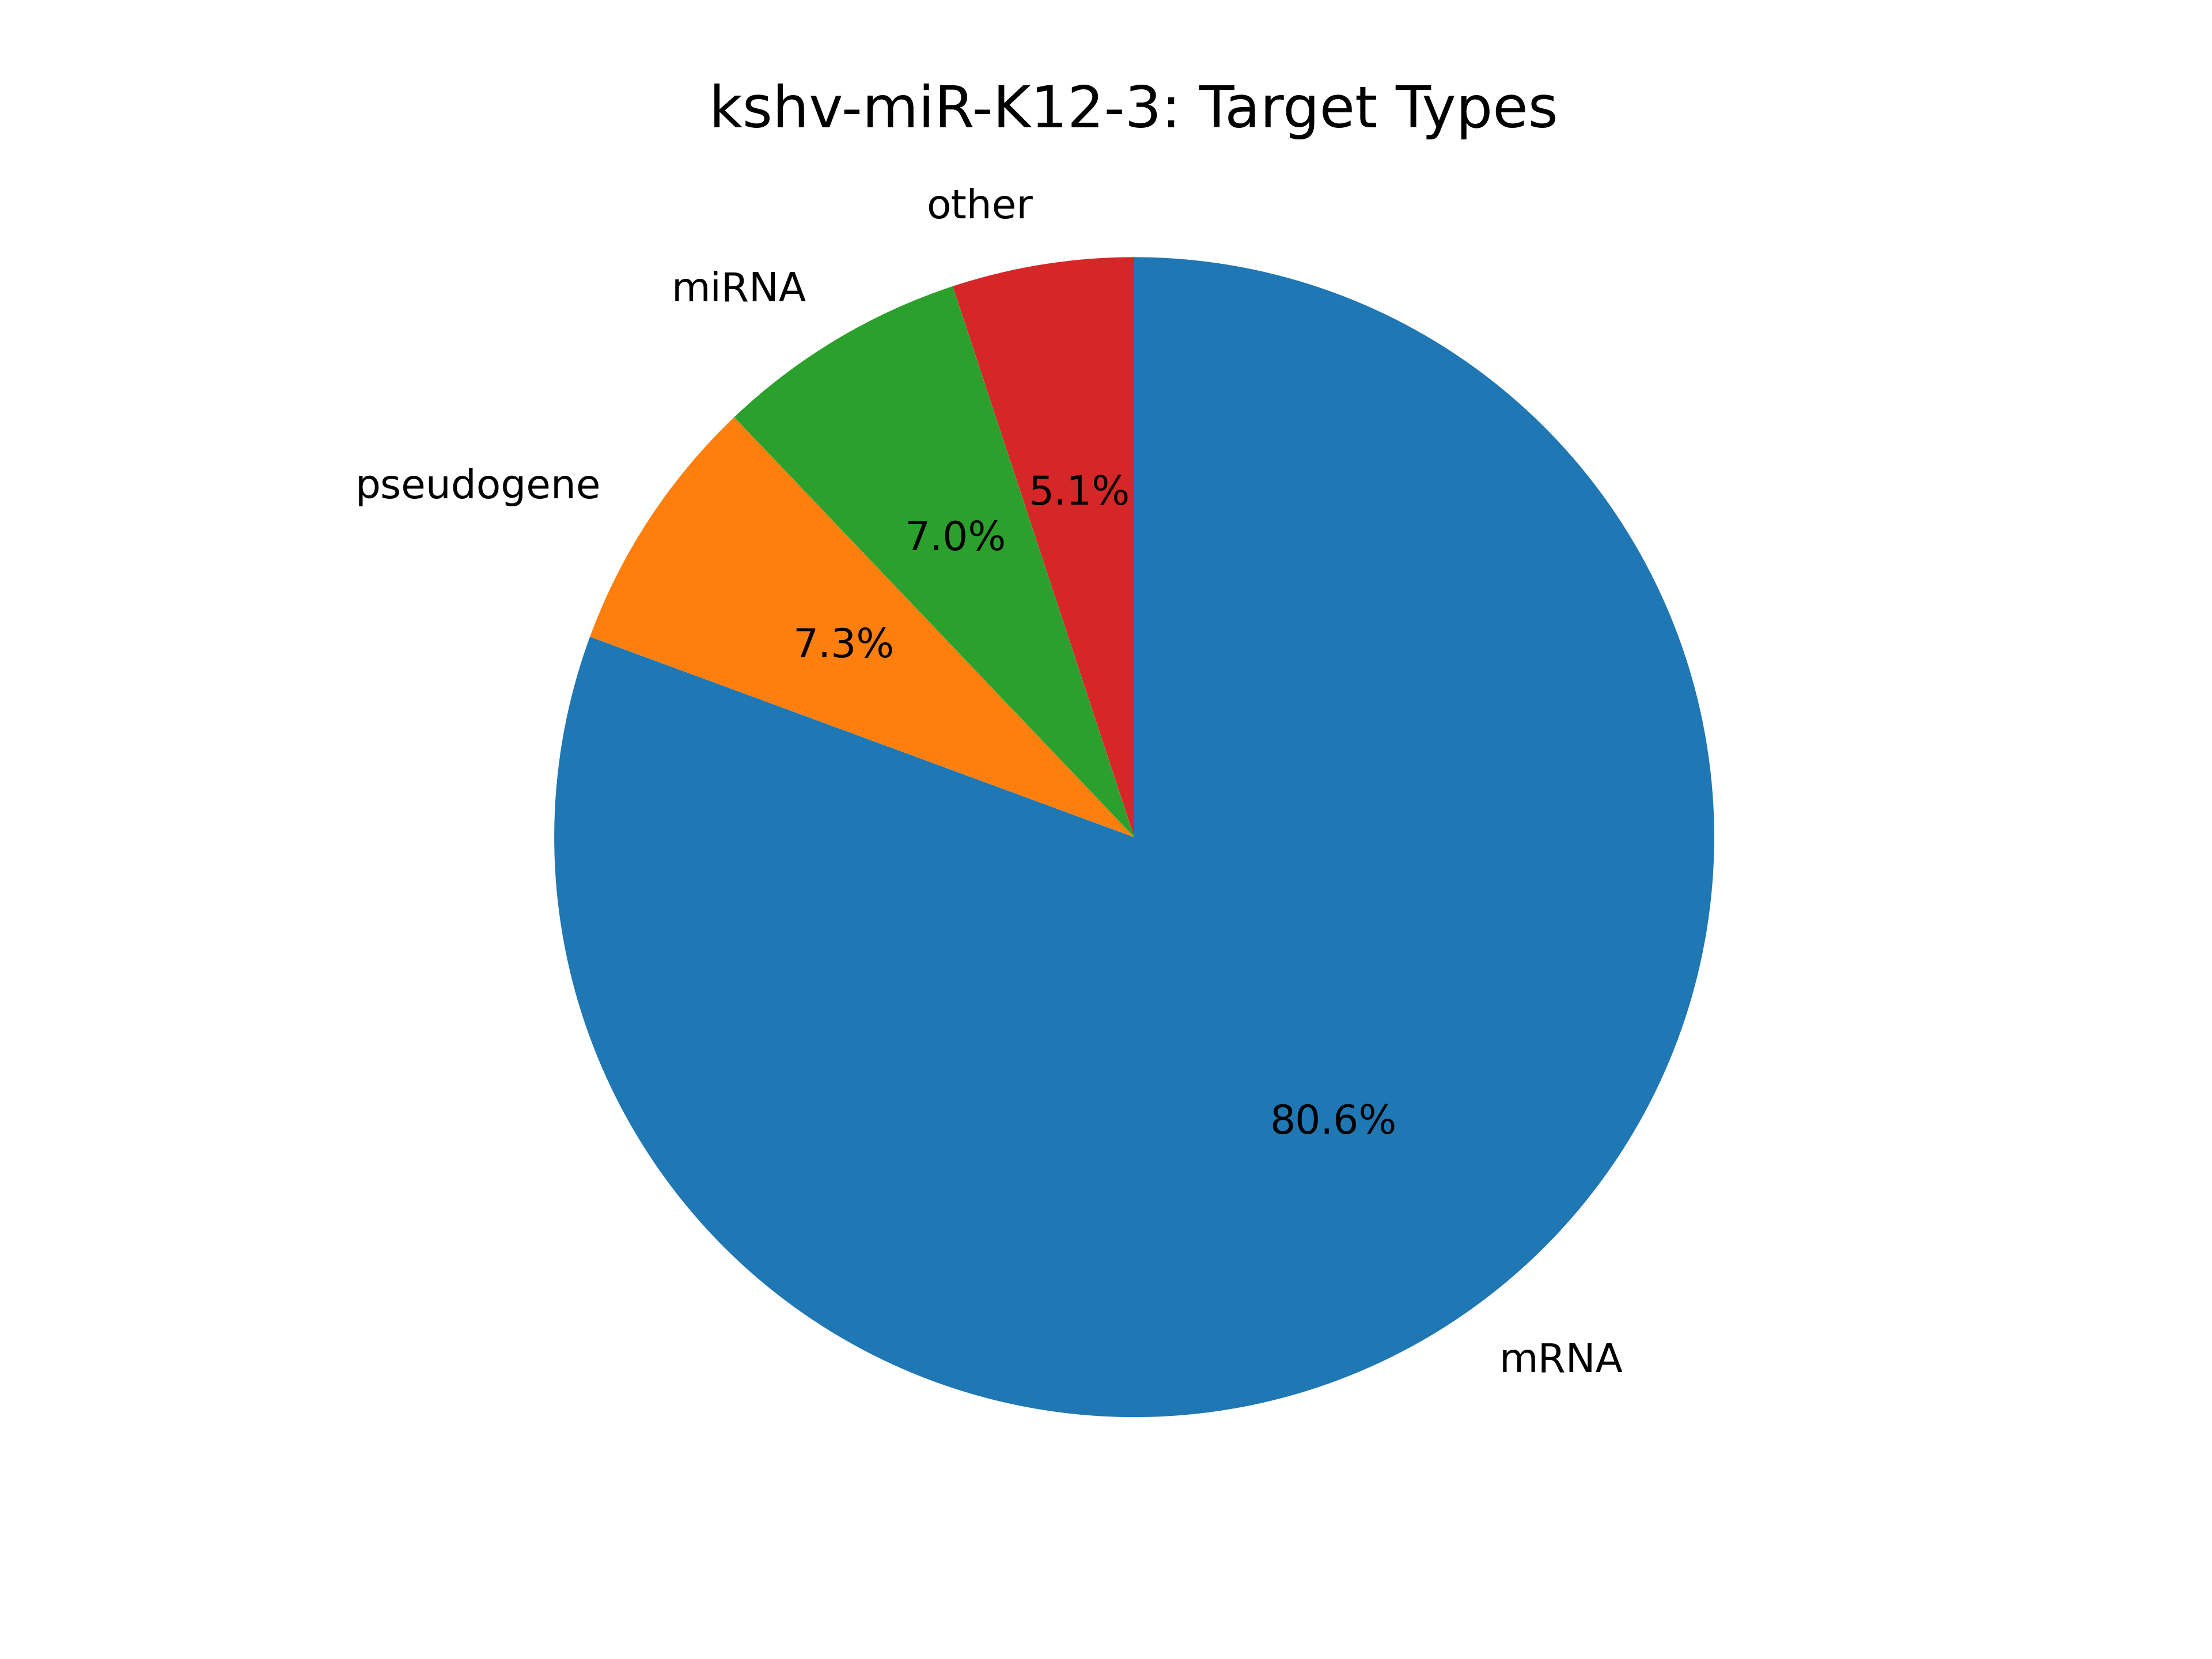 kshv-miR-K12-3: Target Types
other
miRNA
pseudogene
5.1%
7.0%
7.3%
80.6%
mRNA